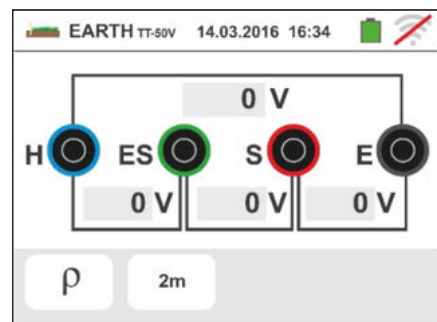 EARTH TT-50V 14.03.2016 16:34
0 V
H ES S E
0 V 0 V 0 V
ρ 2m